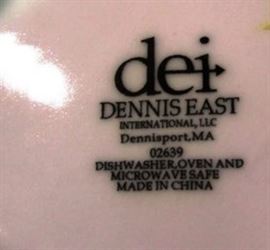 dei
DENNIS EAST
INTERNATIONAL, LLC
Dennisport, MA
02639
DISHWASHER, OVEN AND
MICROWAVE SAFE
MADE IN CHINA